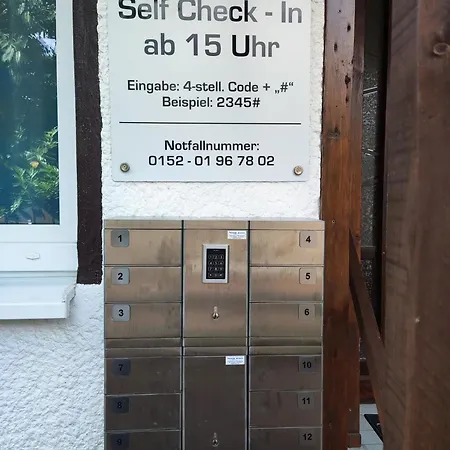 Self Check - In
ab 15 Uhr
Eingabe: 4-stell. Code + „#“
Beispiel: 2345#
Notfallnummer:
0152 - 01 96 78 02
1
4
2
5
3
6
7
10
8
11
9
12